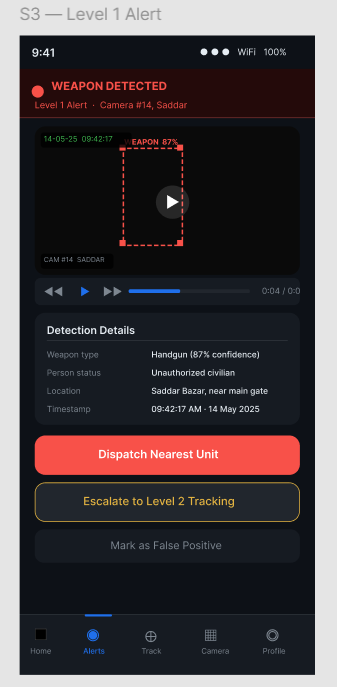 S3 — Level 1 Alert
9:41
WiFi 100%
WEAPON DETECTED
Level 1 Alert · Camera #14, Saddar
14-05-25 09:42:17
EAPON 87%
CAM #14 SADDAR
0:04 / 0:0
Detection Details
Weapon type Handgun (87% confidence)
Person status Unauthorized civilian
Location Saddar Bazar, near main gate
Timestamp 09:42:17 AM · 14 May 2025
Dispatch Nearest Unit
Escalate to Level 2 Tracking
Mark as False Positive
Home Alerts Track Camera Profile